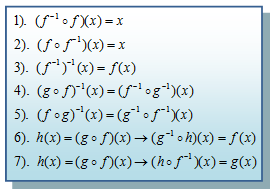 1). (f⁻¹ ∘ f)(x) = x
2). (f ∘ f⁻¹)(x) = x
3). (f⁻¹)⁻¹(x) = f(x)
4). (g ∘ f)⁻¹(x) = (f⁻¹ ∘ g⁻¹)(x)
5). (f ∘ g)⁻¹(x) = (g⁻¹ ∘ f⁻¹)(x)
6). h(x) = (g ∘ f)(x) → (g⁻¹ ∘ h)(x) = f(x)
7). h(x) = (g ∘ f)(x) → (h ∘ f⁻¹)(x) = g(x)